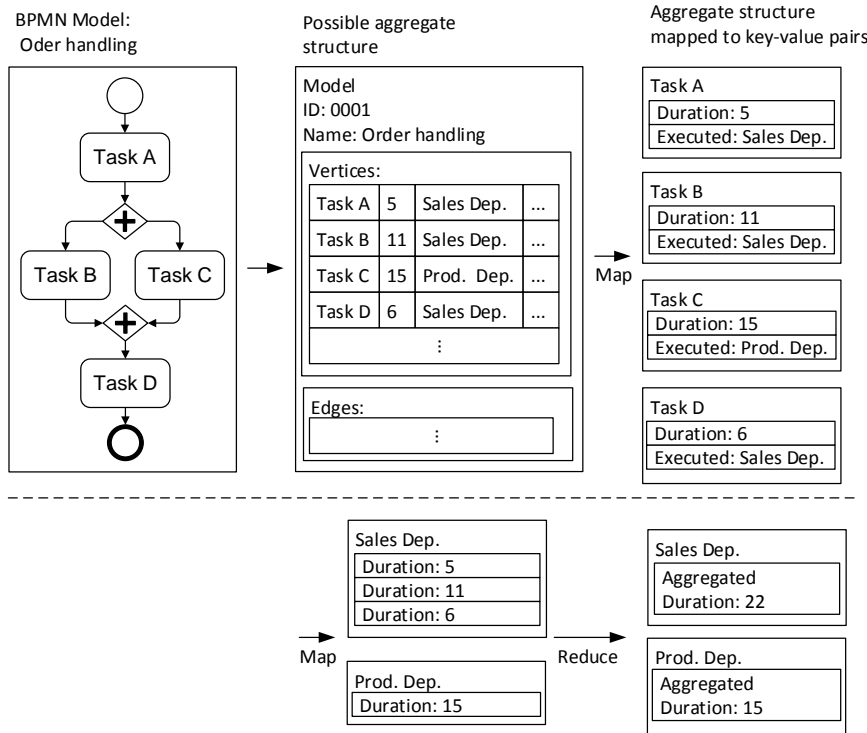 BPMN Model:
Oder handling
Task A
Task B
Task C
Task D
Possible aggregate
structure
Model
ID: 0001
Name: Order handling
Vertices:
Task A 5 Sales Dep. ...
Task B 11 Sales Dep. ...
Task C 15 Prod. Dep. ...
Task D 6 Sales Dep. ...
⋮
Edges:
⋮
Map
Aggregate structure
mapped to key-value pairs
Task A
Duration: 5
Executed: Sales Dep.
Task B
Duration: 11
Executed: Sales Dep.
Task C
Duration: 15
Executed: Prod. Dep.
Task D
Duration: 6
Executed: Sales Dep.
Map
Sales Dep.
Duration: 5
Duration: 11
Duration: 6
Prod. Dep.
Duration: 15
Reduce
Sales Dep.
Aggregated
Duration: 22
Prod. Dep.
Aggregated
Duration: 15